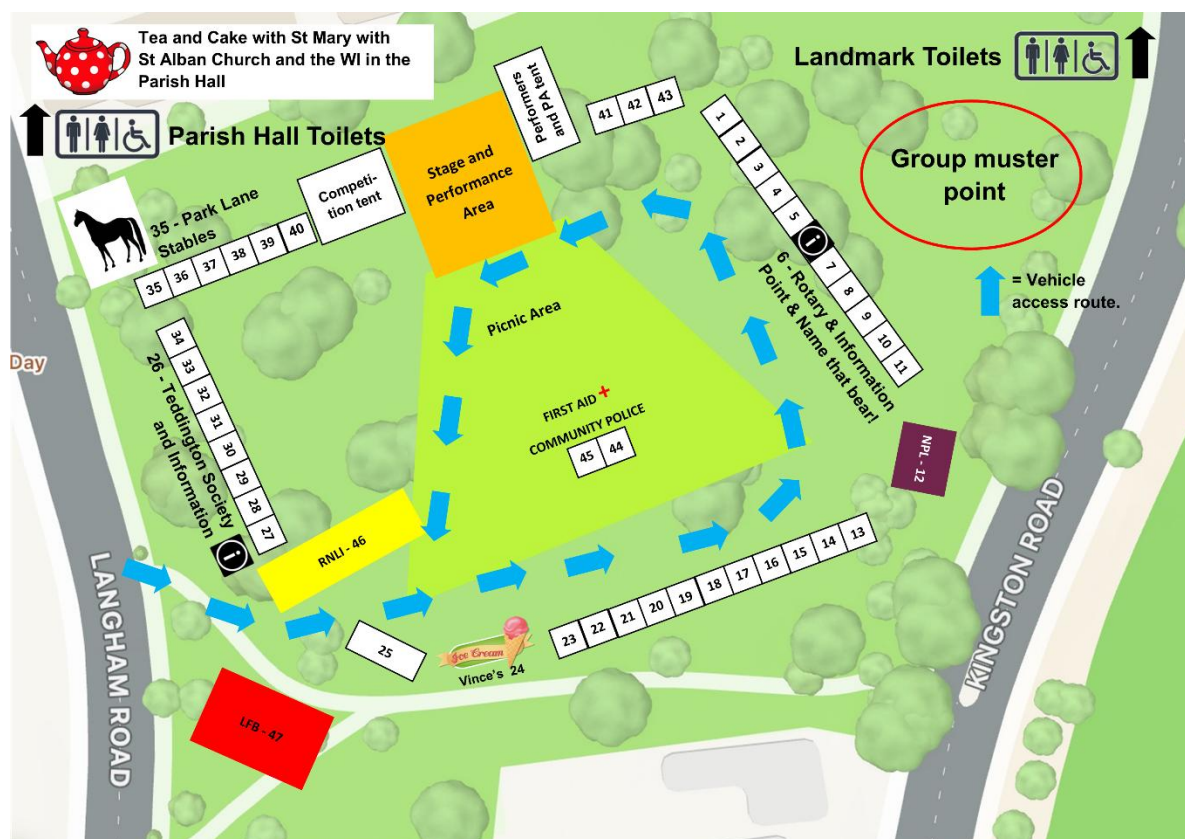 Tea and Cake with St Mary with
St Alban Church and the WI in the
Parish Hall
Parish Hall Toilets
Landmark Toilets
Performers
and PA tent
41 42 43
Stage and
Performance
Area
Competi-
tion tent
Group muster
point
= Vehicle
access route.
1
2
3
4
5
i
7
8
9
10
11
6 - Rotary & Information
Point & Name that bear!
35 - Park Lane
Stables
35 36 37 38 39 40
Day
34
33
32
31
30
29
28
27
i
26 - Teddington Society
and Information
Picnic Area
FIRST AID
COMMUNITY POLICE
45 44
NPL - 12
RNLI - 46
23 22 21 20 19 18 17 16 15 14 13
25
Ice Cream
Vince's 24
LFB - 47
LANGHAM ROAD
KINGSTON ROAD